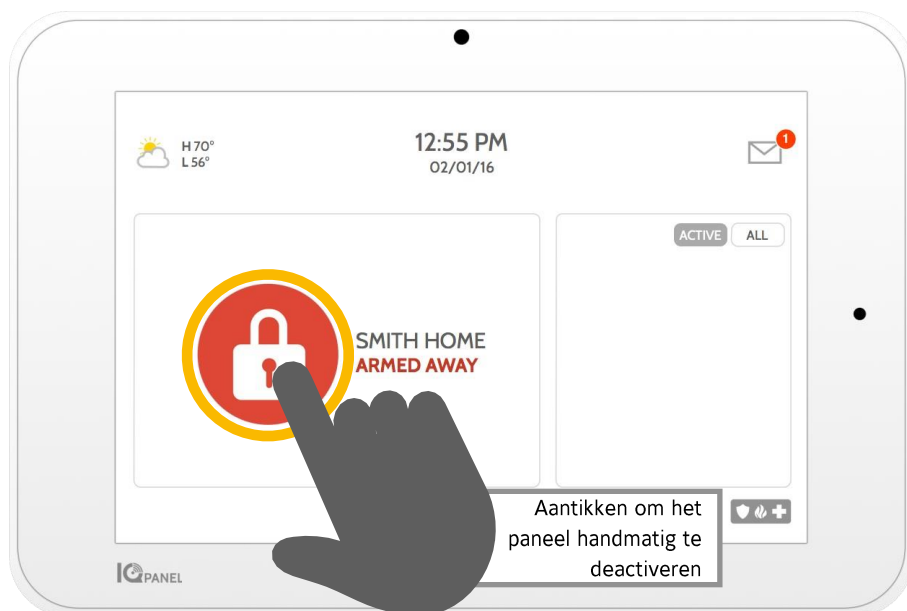 H 70°
L 56°
12:55 PM
02/01/16
1
ACTIVE
ALL
SMITH HOME
ARMED AWAY
Aantikken om het
paneel handmatig te
deactiveren
IQ PANEL